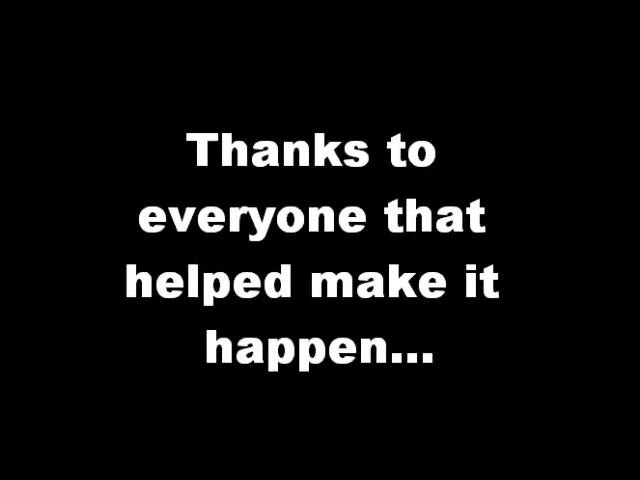 Thanks to
everyone that
helped make it
happen...